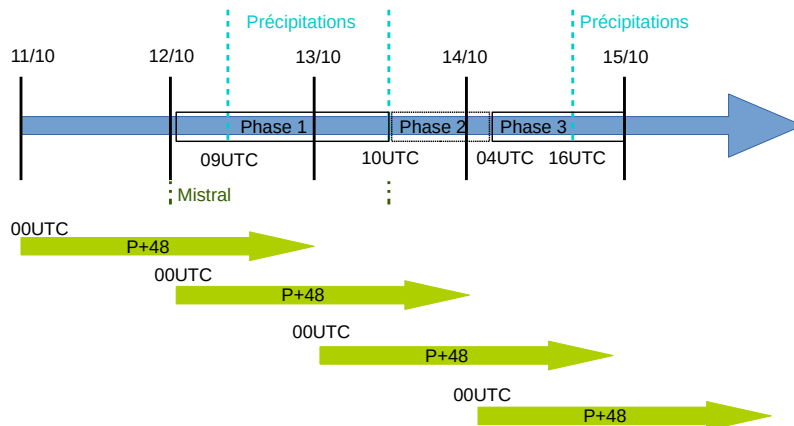 Précipitations
Précipitations
11/10
12/10
13/10
14/10
15/10
Phase 1
Phase 2
Phase 3
09UTC
10UTC
04UTC
16UTC
Mistral
00UTC
P+48
00UTC
P+48
00UTC
P+48
00UTC
P+48